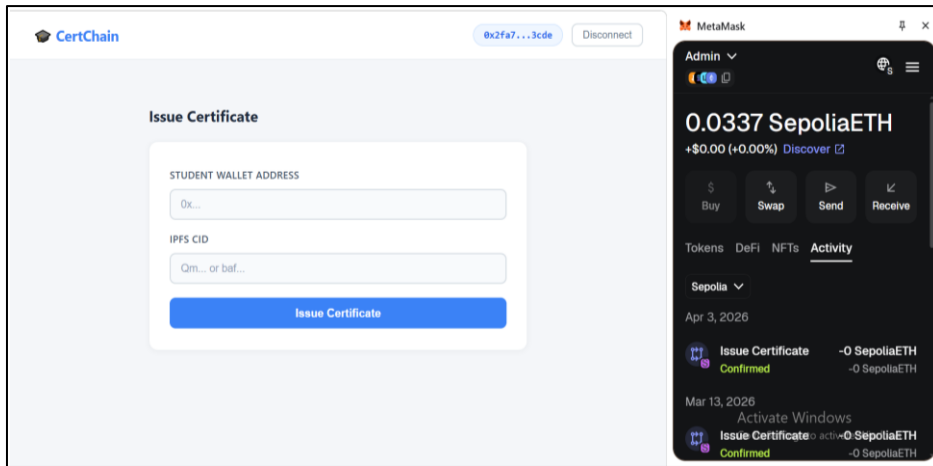 CertChain
0x2fa7...3cde
Disconnect
Issue Certificate
STUDENT WALLET ADDRESS
0x...
IPFS CID
Qm... or baf...
Issue Certificate
MetaMask
Admin
S
0.0337 SepoliaETH
+$0.00 (+0.00%) Discover
Buy
Swap
Send
Receive
Tokens DeFi NFTs Activity
Sepolia
Apr 3, 2026
Issue Certificate -0 SepoliaETH
Confirmed -0 SepoliaETH
Mar 13, 2026
Activate Windows
Issue Certificate -0 SepoliaETH
Confirmed -0 SepoliaETH